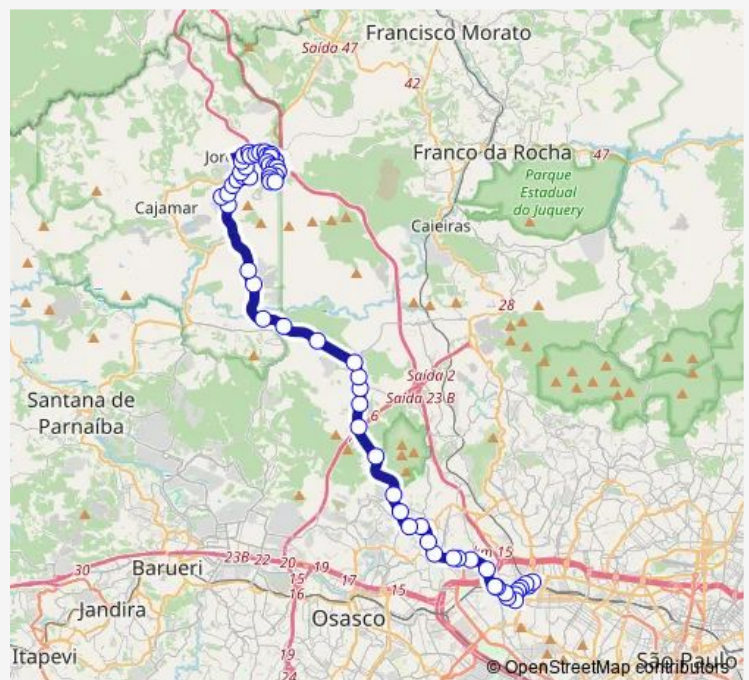 Francisco Morato
Saída 47
42
Franco da Rocha
47
Parque
Estadual
do Juquery
Cajamar
Caieiras
28
Saída 2
Saída 23 B
6
Santana de
Parnaíba
km 15
Barueri
30
23B
22
20
19
17
15
15
16
Jandira
Osasco
Itapevi
19
24
São Paulo
© OpenStreetMap contributors